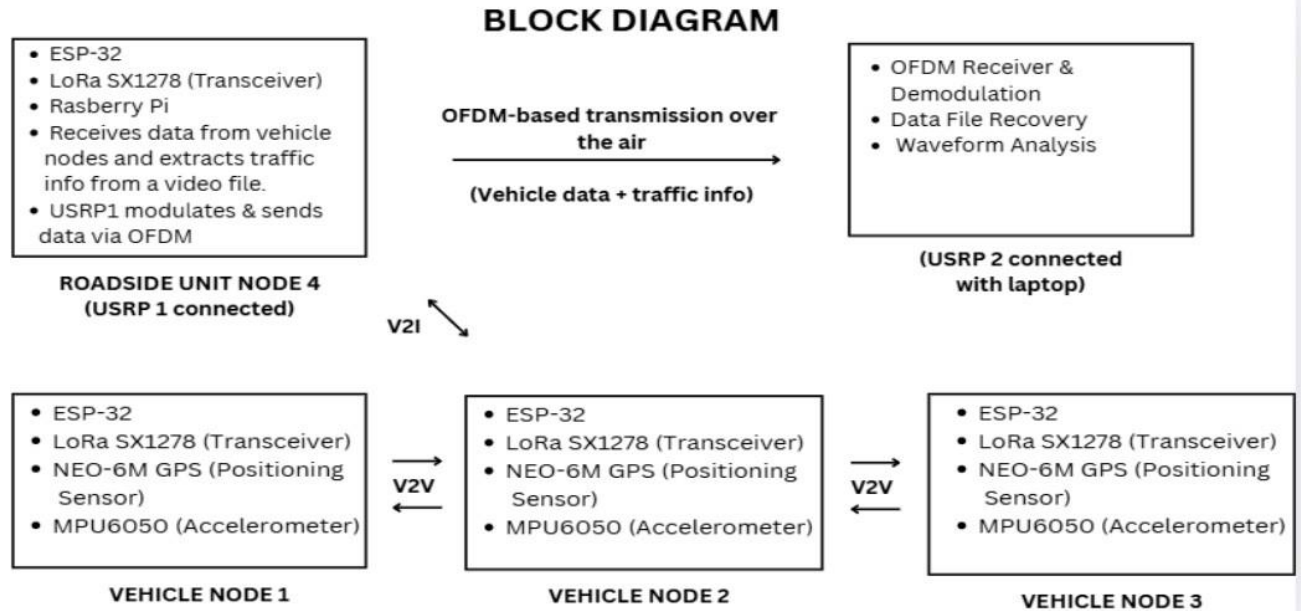 BLOCK DIAGRAM
• ESP-32
• LoRa SX1278 (Transceiver)
• Rasberry Pi
• Receives data from vehicle
nodes and extracts traffic
info from a video file.
• USRP1 modulates & sends
data via OFDM
ROADSIDE UNIT NODE 4
(USRP 1 connected)
OFDM-based transmission over
the air
(Vehicle data + traffic info)
• OFDM Receiver &
Demodulation
• Data File Recovery
• Waveform Analysis
(USRP 2 connected
with laptop)
V2I
• ESP-32
• LoRa SX1278 (Transceiver)
• NEO-6M GPS (Positioning
Sensor)
• MPU6050 (Accelerometer)
VEHICLE NODE 1
V2V
• ESP-32
• LoRa SX1278 (Transceiver)
• NEO-6M GPS (Positioning
Sensor)
• MPU6050 (Accelerometer)
VEHICLE NODE 2
V2V
• ESP-32
• LoRa SX1278 (Transceiver)
• NEO-6M GPS (Positioning
Sensor)
• MPU6050 (Accelerometer)
VEHICLE NODE 3